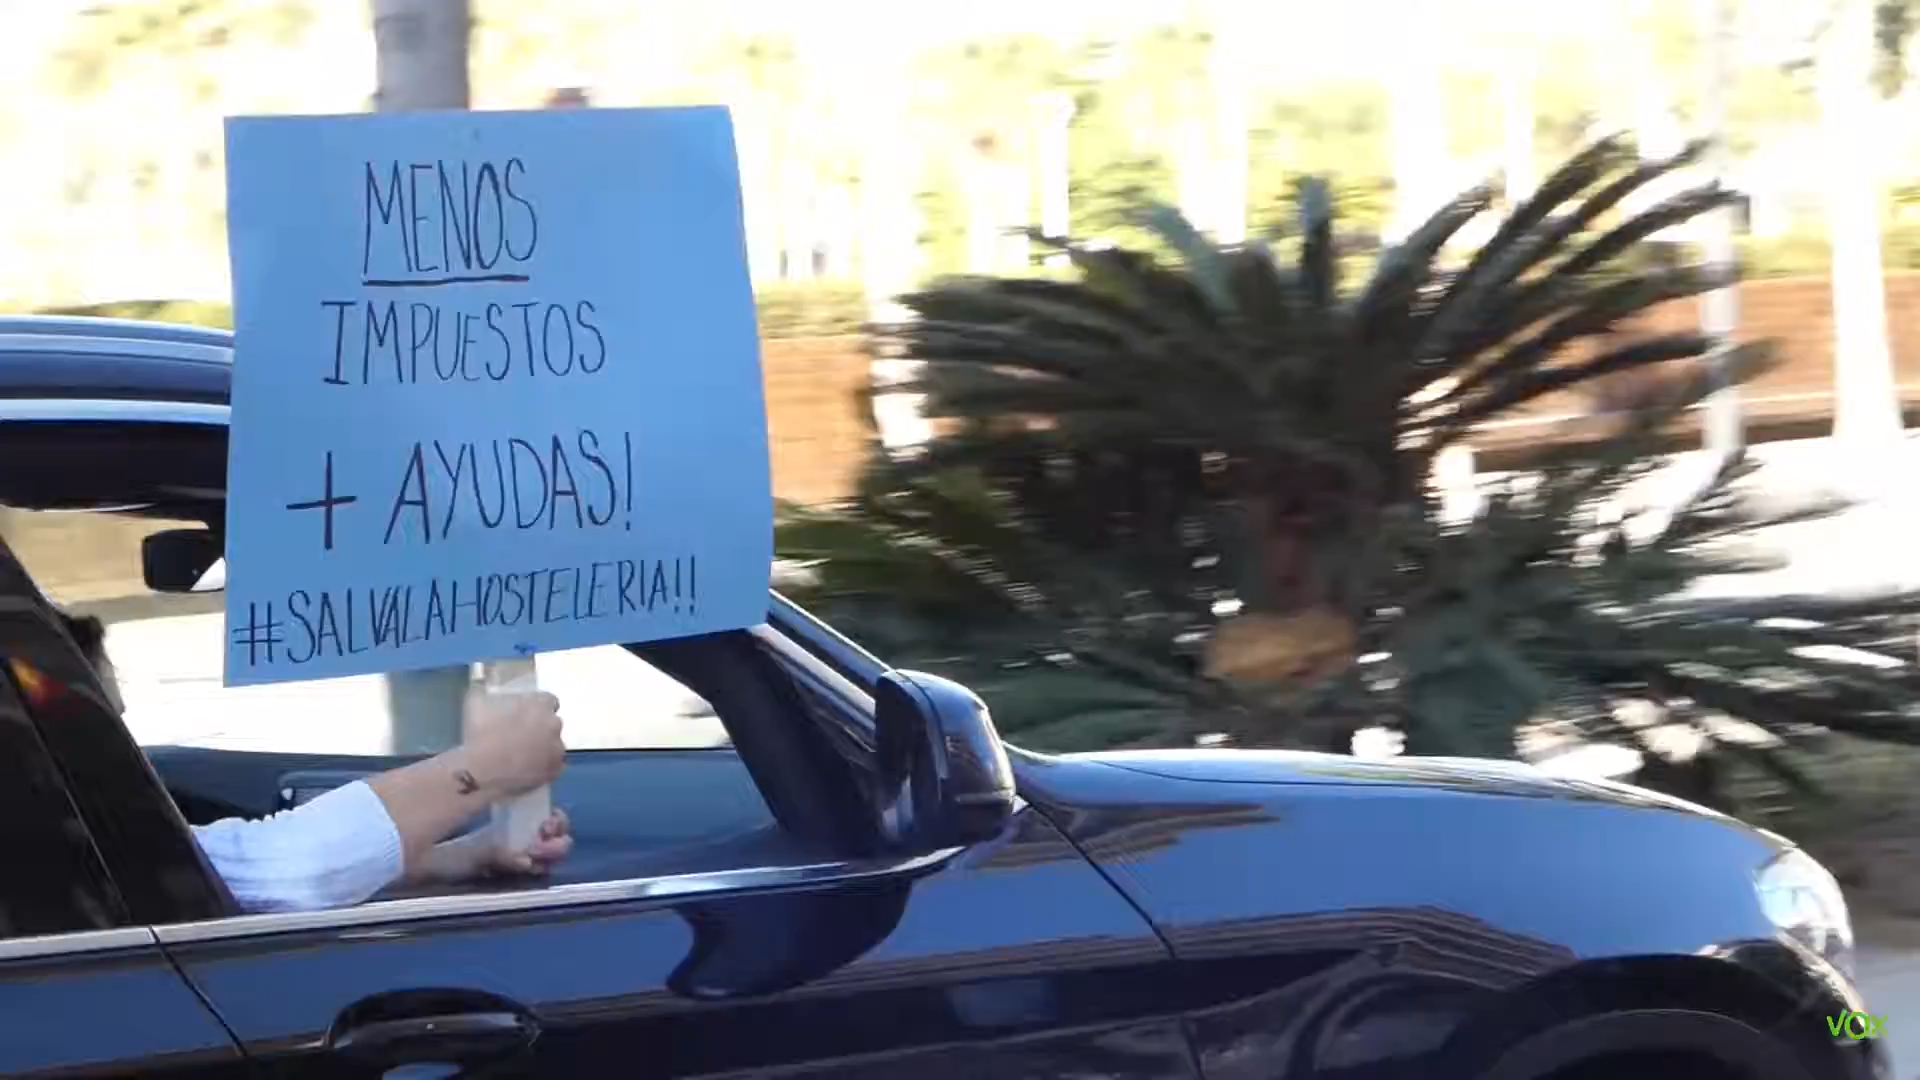 MENOS
IMPUESTOS
+ AYUDAS!
#SALVALAHOSTELERIA!!
VOX